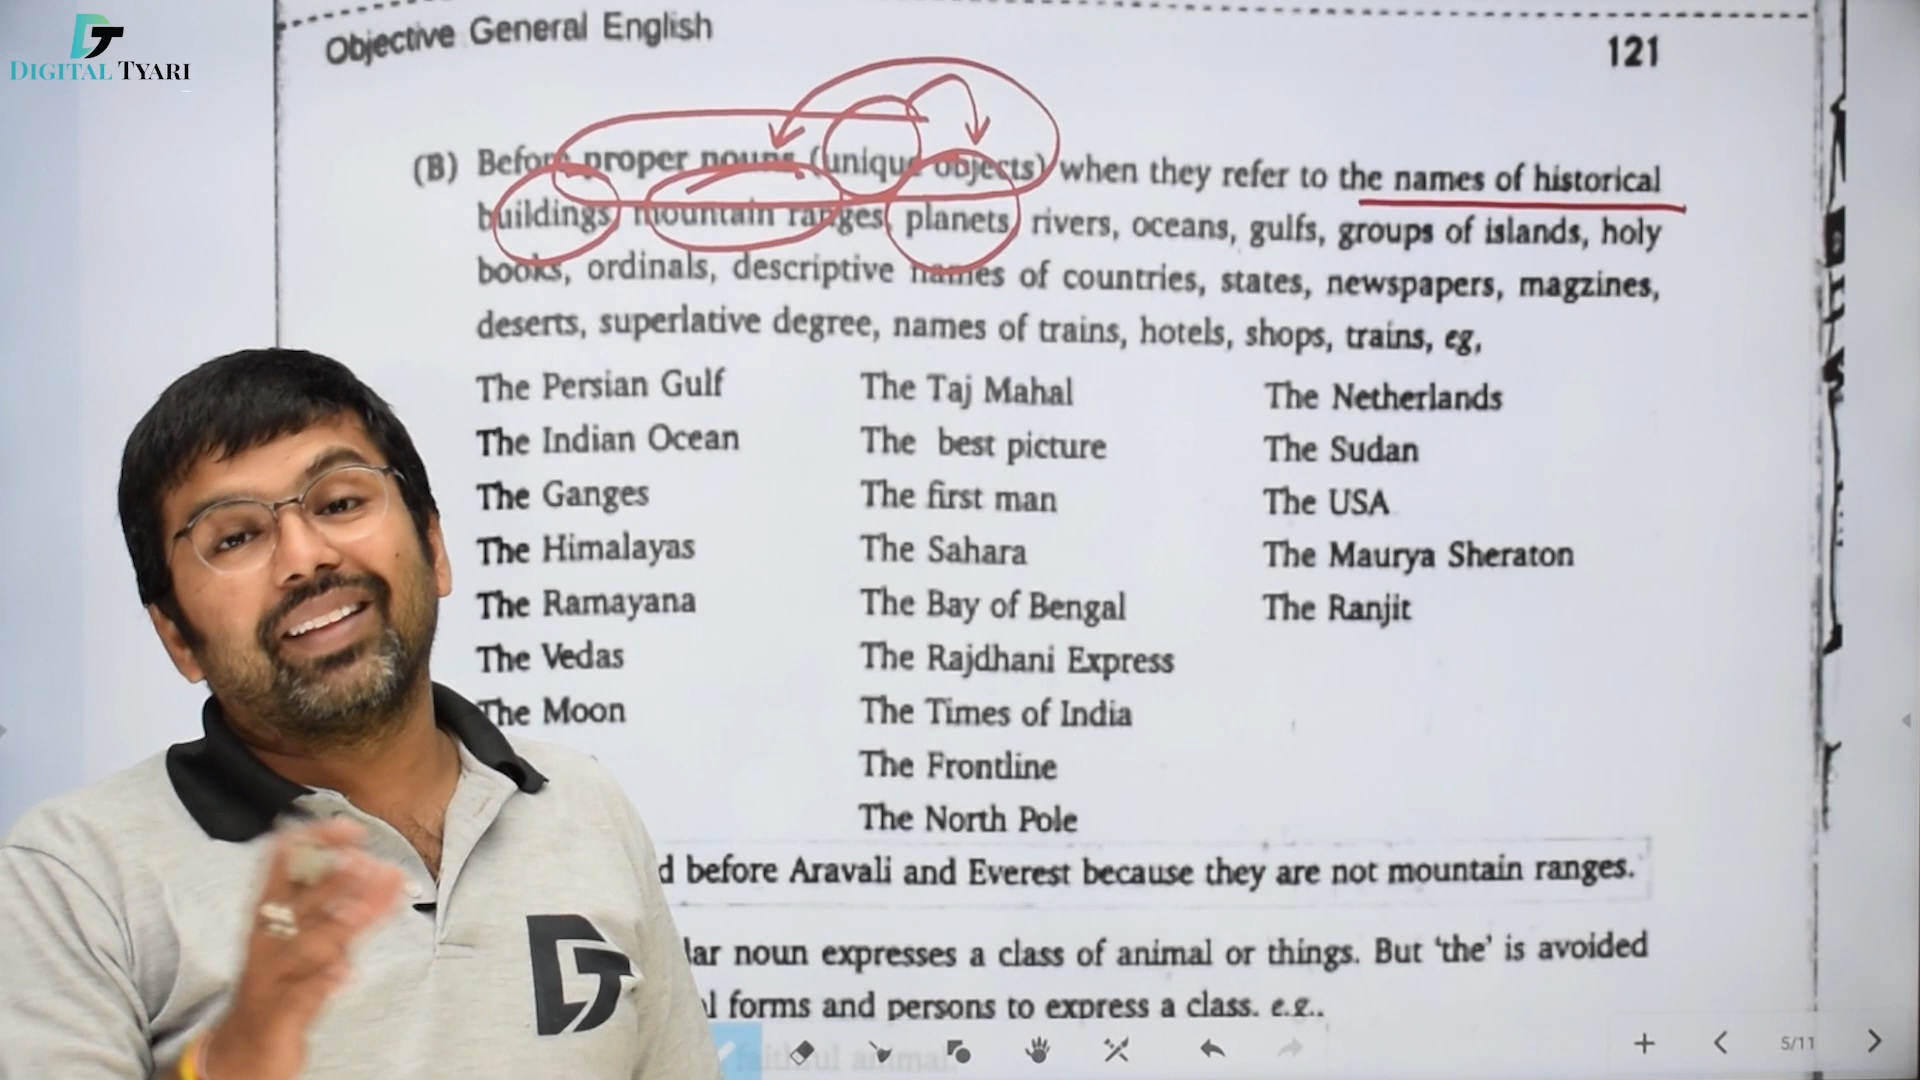 DIGITAL TYARI
Objective General English
121
(B) Before proper nouns (unique objects) when they refer to the names of historical
buildings, mountain ranges, planets, rivers, oceans, gulfs, groups of islands, holy
books, ordinals, descriptive names of countries, states, newspapers, magzines,
deserts, superlative degree, names of trains, hotels, shops, trains, eg,
The Persian Gulf The Taj Mahal The Netherlands
The Indian Ocean The best picture The Sudan
The Ganges The first man The USA
The Himalayas The Sahara The Maurya Sheraton
The Ramayana The Bay of Bengal The Ranjit
The Vedas The Rajdhani Express
The Moon The Times of India
The Frontline
The North Pole
d before Aravali and Everest because they are not mountain ranges.
lar noun expresses a class of animal or things. But 'the' is avoided
l forms and persons to express a class. e.g..
faithful animal.
5/11
DT